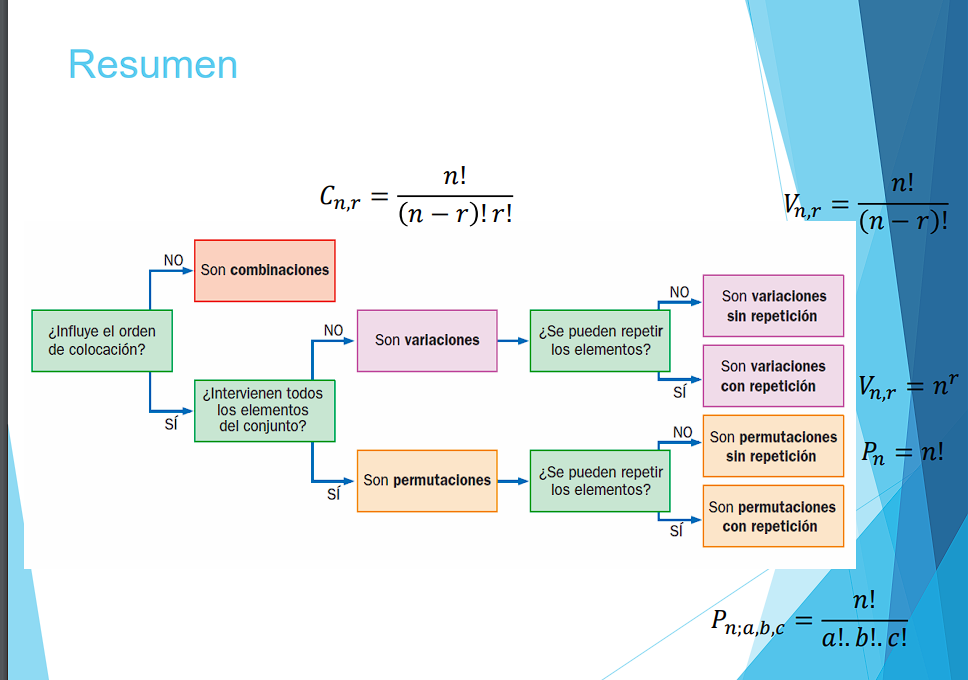 Resumen
C_{n,r} = \frac{n!}{(n-r)!r!}
V_{n,r} = \frac{n!}{(n-r)!}
¿Influye el orden
de colocación?
NO
Son combinaciones
SÍ
¿Intervienen todos
los elementos
del conjunto?
NO
Son variaciones
¿Se pueden repetir
los elementos?
NO
Son variaciones
sin repetición
SÍ
Son variaciones
con repetición
V_{n,r} = n^r
SÍ
Son permutaciones
¿Se pueden repetir
los elementos?
NO
Son permutaciones
sin repetición
P_n = n!
SÍ
Son permutaciones
con repetición
P_{n;a,b,c} = \frac{n!}{a!.b!.c!}